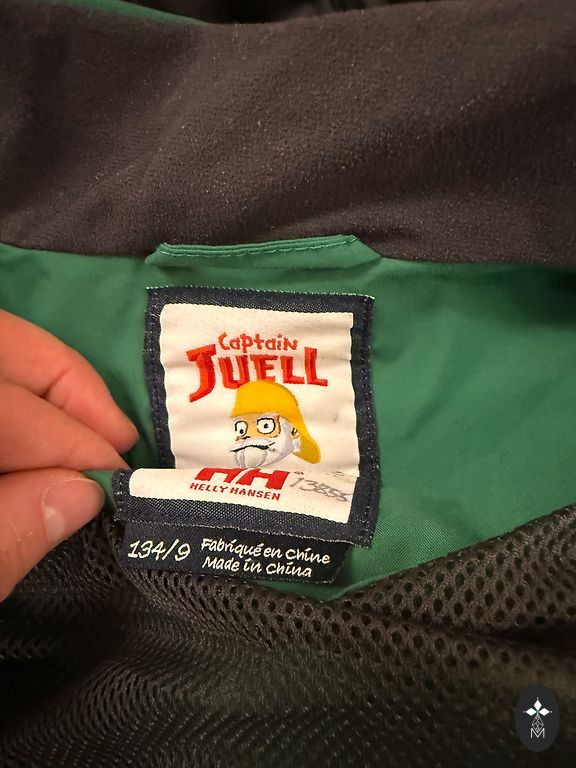 Captain
JUELL
HH
HELLY HANSEN
134/9 Fabriqué en Chine
Made in China
M